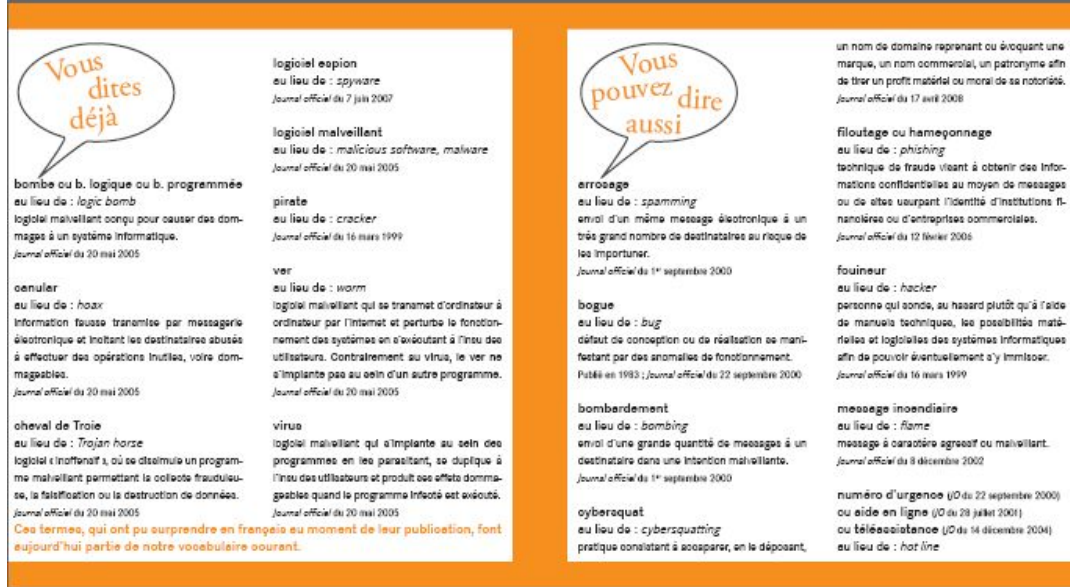 Vous
dites
déjà
bombe ou b. logique ou b. programmée
au lieu de : logic bomb
logiciel malveillant conçu pour causer des dom-
mages à un système informatique.
Journal officiel du 20 mai 2005
canular
au lieu de : hoax
information fausse transmise par messagerie
électronique et incitant les destinataires abusés
à effectuer des opérations inutiles, voire dom-
mageables.
Journal officiel du 20 mai 2005
cheval de Troie
au lieu de : Trojan horse
logiciel « inoffensif », où se dissimule un program-
me malveillant permettant la collecte frauduleu-
se, la falsification ou la destruction de données.
Journal officiel du 20 mai 2005
logiciel espion
au lieu de : spyware
Journal officiel du 7 juin 2007
logiciel malveillant
au lieu de : malicious software, malware
Journal officiel du 20 mai 2005
pirate
au lieu de : cracker
Journal officiel du 16 mars 1999
ver
au lieu de : worm
logiciel malveillant qui se transmet d'ordinateur à
ordinateur par l'internet et perturbe le fonction-
nement des systèmes en s'exécutant à l'insu des
utilisateurs. Contrairement au virus, le ver ne
s'implante pas au sein d'un autre programme.
Journal officiel du 20 mai 2005
virus
logiciel malveillant qui s'implante au sein des
programmes en les parasitant, se duplique à
l'insu des utilisateurs et produit ses effets domma-
geables quand le programme infecté est exécuté.
Journal officiel du 20 mai 2005
Ces termes, qui ont pu surprendre en français au moment de leur publication, font
aujourd'hui partie de notre vocabulaire courant.
Vous
pouvez dire
aussi
arrosage
au lieu de : spamming
envoi d'un même message électronique à un
très grand nombre de destinataires au risque de
les importuner.
Journal officiel du 1er septembre 2000
bogue
au lieu de : bug
défaut de conception ou de réalisation se mani-
festant par des anomalies de fonctionnement.
Publié en 1983 ; Journal officiel du 22 septembre 2000
bombardement
au lieu de : bombing
envoi d'une grande quantité de messages à un
destinataire dans une intention malveillante.
Journal officiel du 1er septembre 2000
cybersquat
au lieu de : cybersquatting
pratique consistant à accaparer, en le déposant,
un nom de domaine reprenant ou évoquant une
marque, un nom commercial, un patronyme afin
de tirer un profit matériel ou moral de sa notoriété.
Journal officiel du 17 avril 2008
filoutage ou hameçonnage
au lieu de : phishing
technique de fraude visant à obtenir des infor-
mations confidentielles au moyen de messages
ou de sites usurpant l'identité d'institutions fi-
nancières ou d'entreprises commerciales.
Journal officiel du 12 février 2006
fouineur
au lieu de : hacker
personne qui sonde, au hasard plutôt qu'à l'aide
de manuels techniques, les possibilités maté-
rielles et logicielles des systèmes informatiques
afin de pouvoir éventuellement s'y immiscer.
Journal officiel du 16 mars 1999
message incendiaire
au lieu de : flame
message à caractère agressif ou malveillant.
Journal officiel du 8 décembre 2002
numéro d'urgence (JO du 22 septembre 2000)
ou aide en ligne (JO du 28 juillet 2001)
ou téléassistance (JO du 14 décembre 2004)
au lieu de : hot line